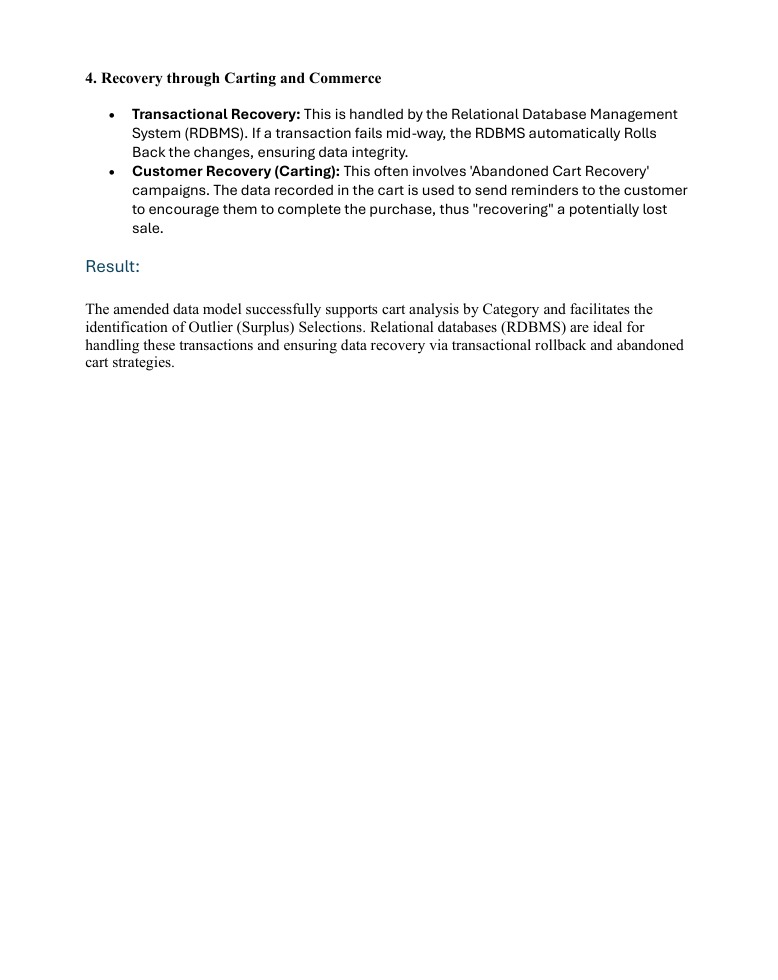 4. Recovery through Carting and Commerce
• Transactional Recovery: This is handled by the Relational Database Management
System (RDBMS). If a transaction fails mid-way, the RDBMS automatically Rolls
Back the changes, ensuring data integrity.
• Customer Recovery (Carting): This often involves 'Abandoned Cart Recovery'
campaigns. The data recorded in the cart is used to send reminders to the customer
to encourage them to complete the purchase, thus "recovering" a potentially lost
sale.
Result:
The amended data model successfully supports cart analysis by Category and facilitates the
identification of Outlier (Surplus) Selections. Relational databases (RDBMS) are ideal for
handling these transactions and ensuring data recovery via transactional rollback and abandoned
cart strategies.